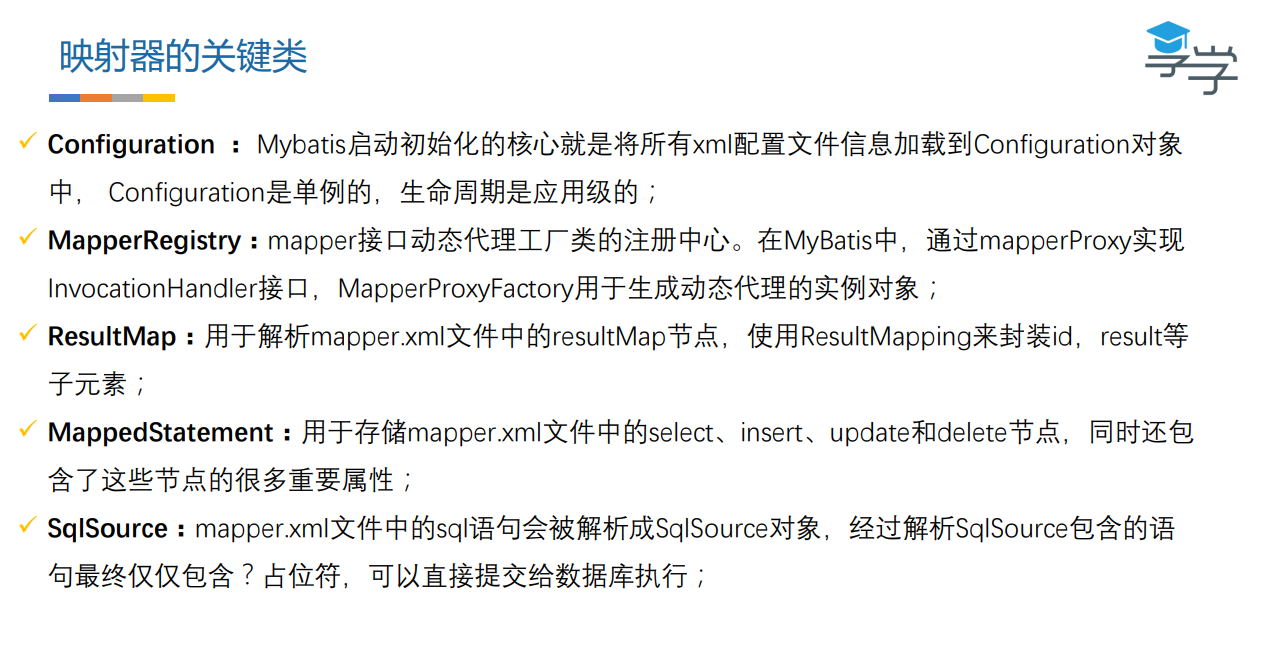 映射器的关键类
享学
Configuration ： Mybatis启动初始化的核心就是将所有xml配置文件信息加载到Configuration对象
中， Configuration是单例的，生命周期是应用级的；
MapperRegistry：mapper接口动态代理工厂类的注册中心。在MyBatis中，通过mapperProxy实现
InvocationHandler接口，MapperProxyFactory用于生成动态代理的实例对象；
ResultMap：用于解析mapper.xml文件中的resultMap节点，使用ResultMapping来封装id，result等
子元素；
MappedStatement：用于存储mapper.xml文件中的select、insert、update和delete节点，同时还包
含了这些节点的很多重要属性；
SqlSource：mapper.xml文件中的sql语句会被解析成SqlSource对象，经过解析SqlSource包含的语
句最终仅仅包含？占位符，可以直接提交给数据库执行；